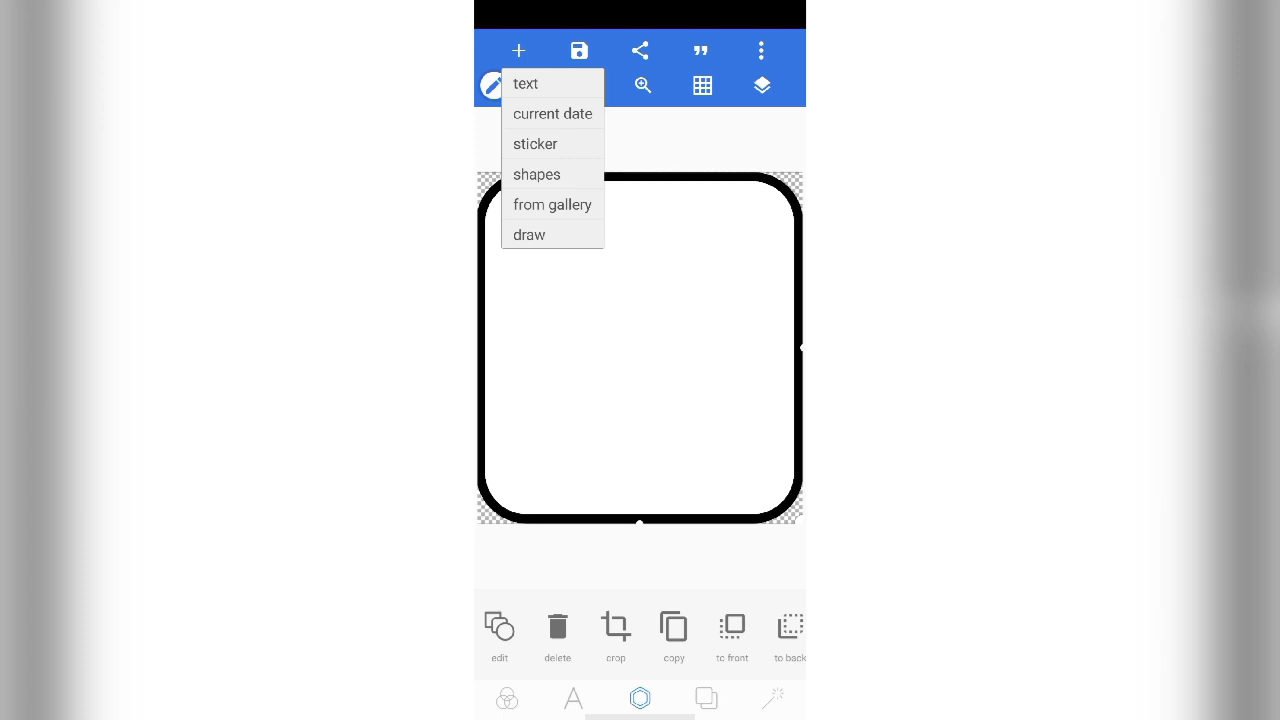 text
current date
sticker
shapes
from gallery
draw
edit
delete
crop
copy
to front
to back